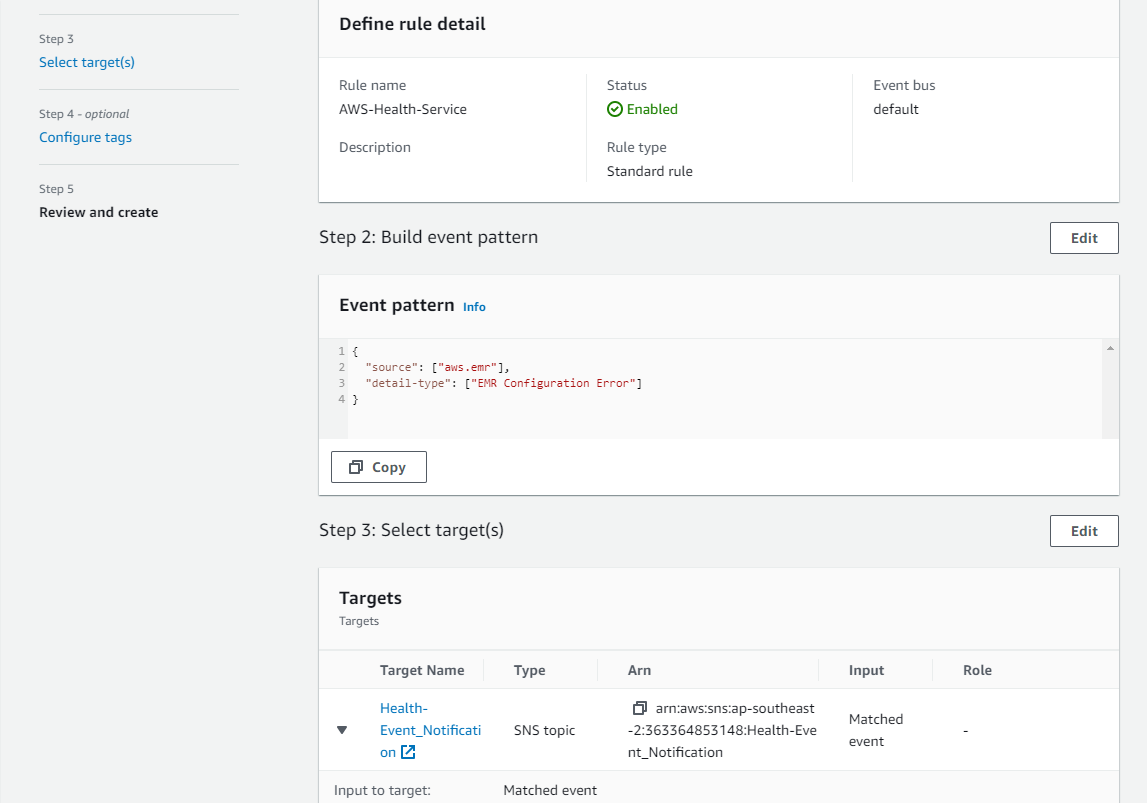 Step 3
Select target(s)
Step 4 - optional
Configure tags
Step 5
Review and create
Define rule detail
Rule name
AWS-Health-Service
Description
Status
Enabled
Rule type
Standard rule
Event bus
default
Step 2: Build event pattern
Edit
Event pattern Info
1 {
2 "source": ["aws.emr"],
3 "detail-type": ["EMR Configuration Error"]
4 }
Copy
Step 3: Select target(s)
Edit
Targets
Targets
Target Name Type Arn Input Role
Health-
Event_Notificati
on
SNS topic
arn:aws:sns:ap-southeast
-2:363364853148:Health-Eve
nt_Notification
Matched
event
-
Input to target: Matched event